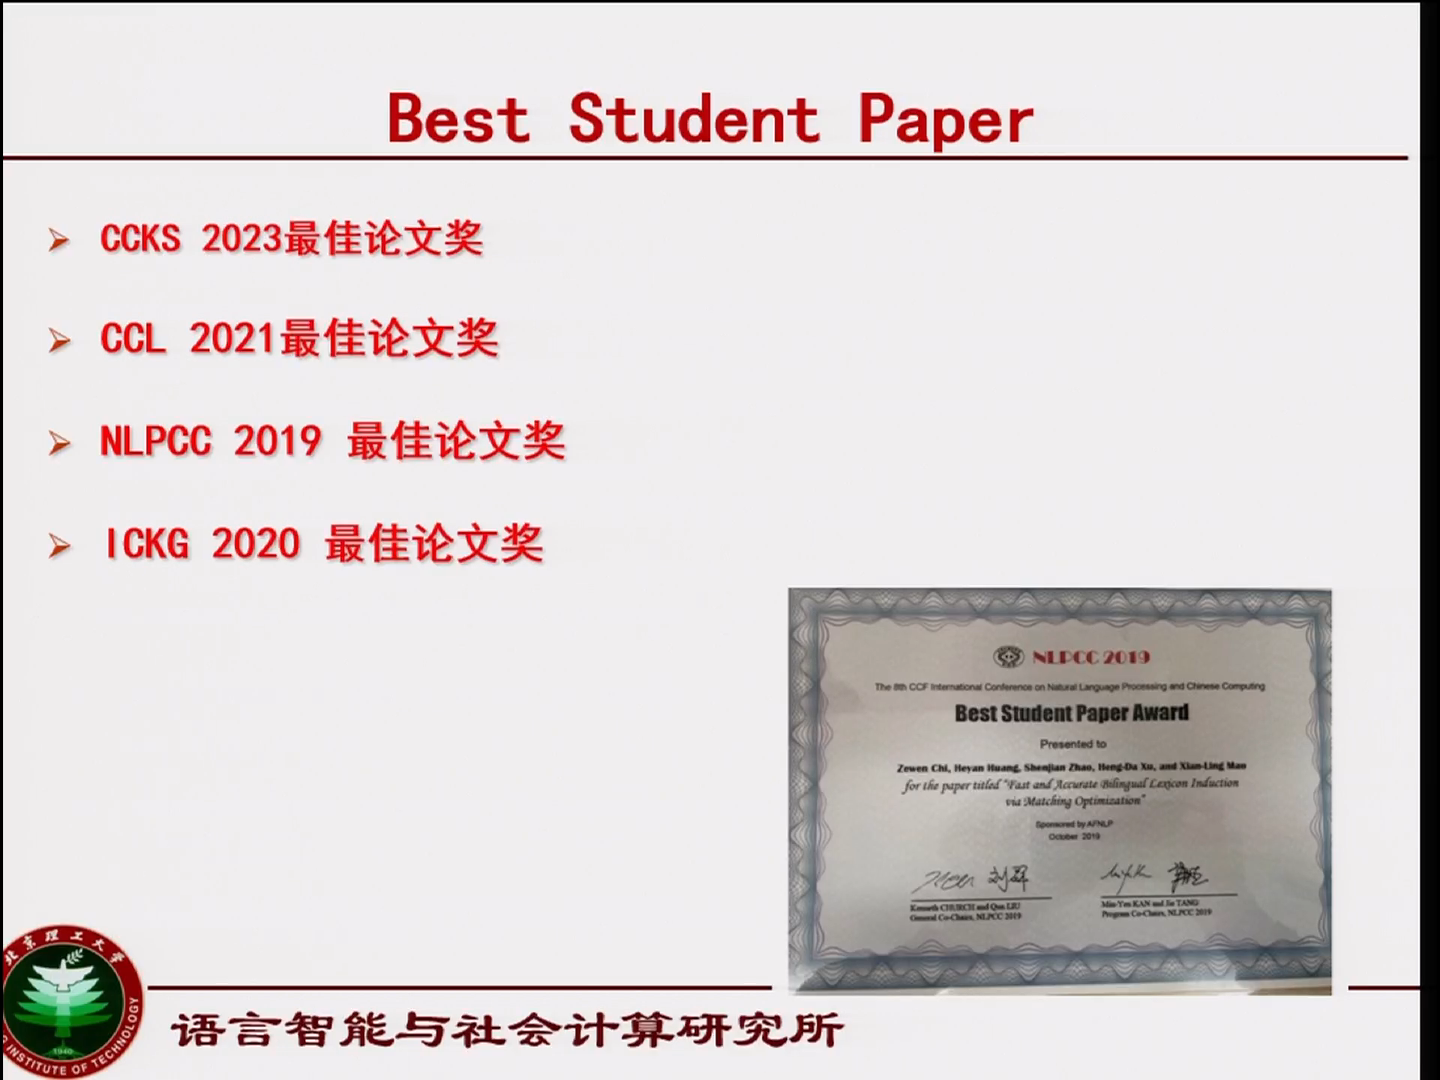 Best Student Paper
CCKS 2023最佳论文奖
CCL 2021最佳论文奖
NLPCC 2019 最佳论文奖
ICKG 2020 最佳论文奖
NLPCC 2019
The 8th CCF International Conference on Natural Language Processing and Chinese Computing
Best Student Paper Award
Presented to
Zewen Chi, Heyan Huang, Shenjian Zhao, Heng-Da Xu, and Xian-Ling Mao
for the paper titled "Fast and Accurate Bilingual Lexicon Induction
via Matching Optimization"
Sponsored by AFNLP
October 2019
Kenneth CHURCH and Qun LIU
General Co-Chairs, NLPCC 2019
Min-Yen KAN and Jie TANG
Program Co-Chairs, NLPCC 2019
北京理工大学
INSTITUTE OF TECHNOLOGY
1940
语言智能与社会计算研究所